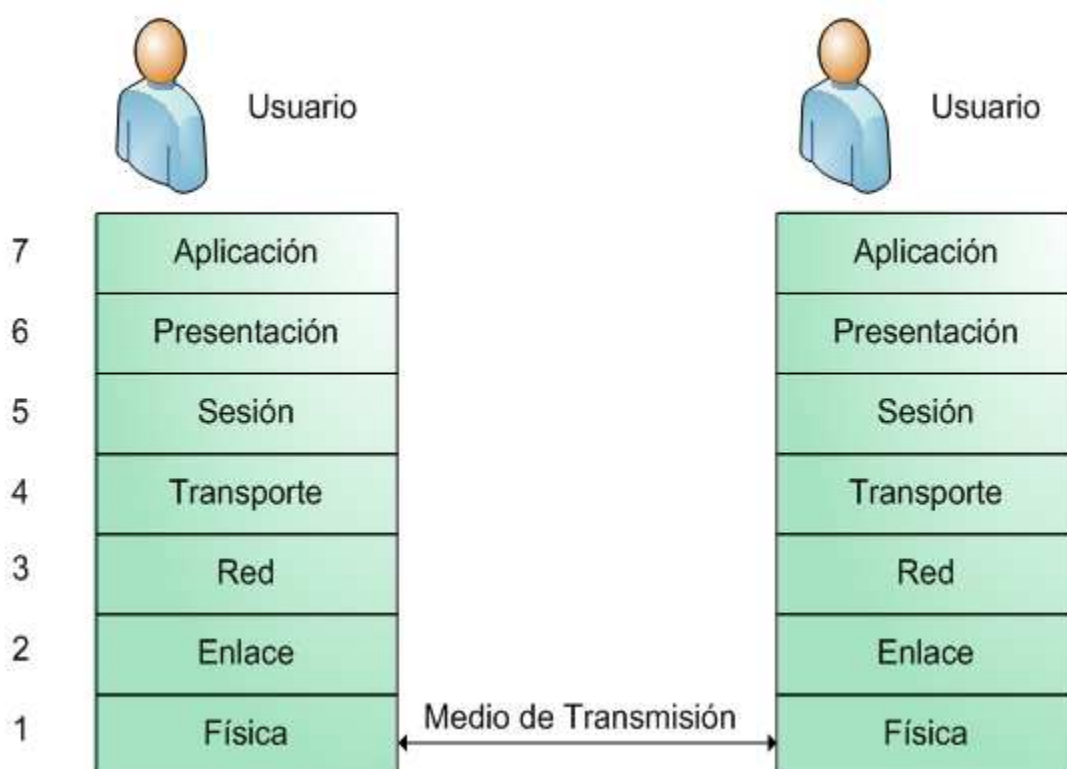 Usuario Usuario
7 Aplicación Aplicación
6 Presentación Presentación
5 Sesión Sesión
4 Transporte Transporte
3 Red Red
2 Enlace Enlace
1 Física Medio de Transmisión Física